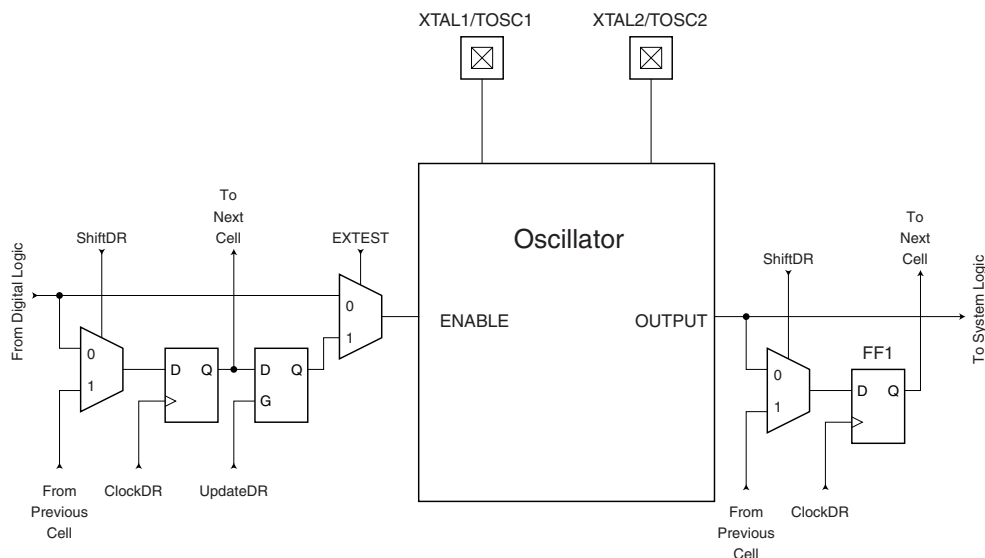 XTAL1/TOSC1
XTAL2/TOSC2
From Digital Logic
ShiftDR
To
Next
Cell
EXTEST
0
1
0
1
D Q
D Q
G
From
Previous
Cell
ClockDR
UpdateDR
Oscillator
ENABLE
OUTPUT
ShiftDR
To
Next
Cell
To System Logic
0
1
FF1
D Q
From
Previous
Cell
ClockDR